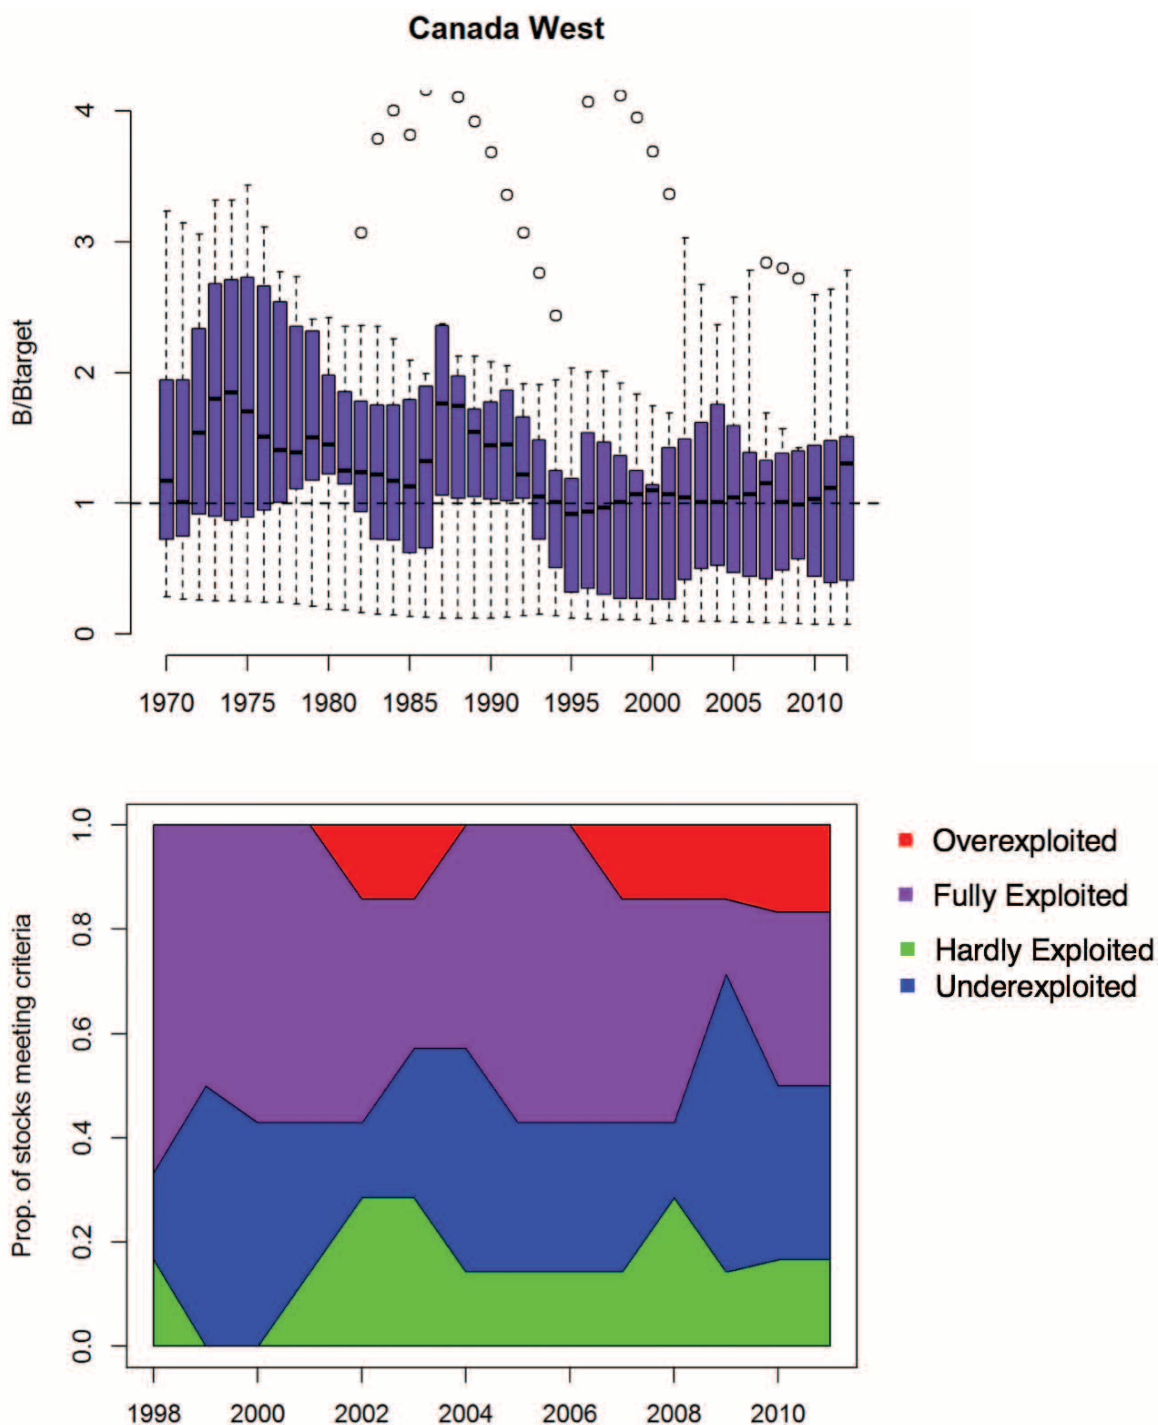 Canada West
B/Btarget
4
3
2
1
0
1970 1975 1980 1985 1990 1995 2000 2005 2010
Prop. of stocks meeting criteria
1.0
0.8
0.6
0.4
0.2
0.0
1998 2000 2002 2004 2006 2008 2010
Overexploited
Fully Exploited
Hardly Exploited
Underexploited